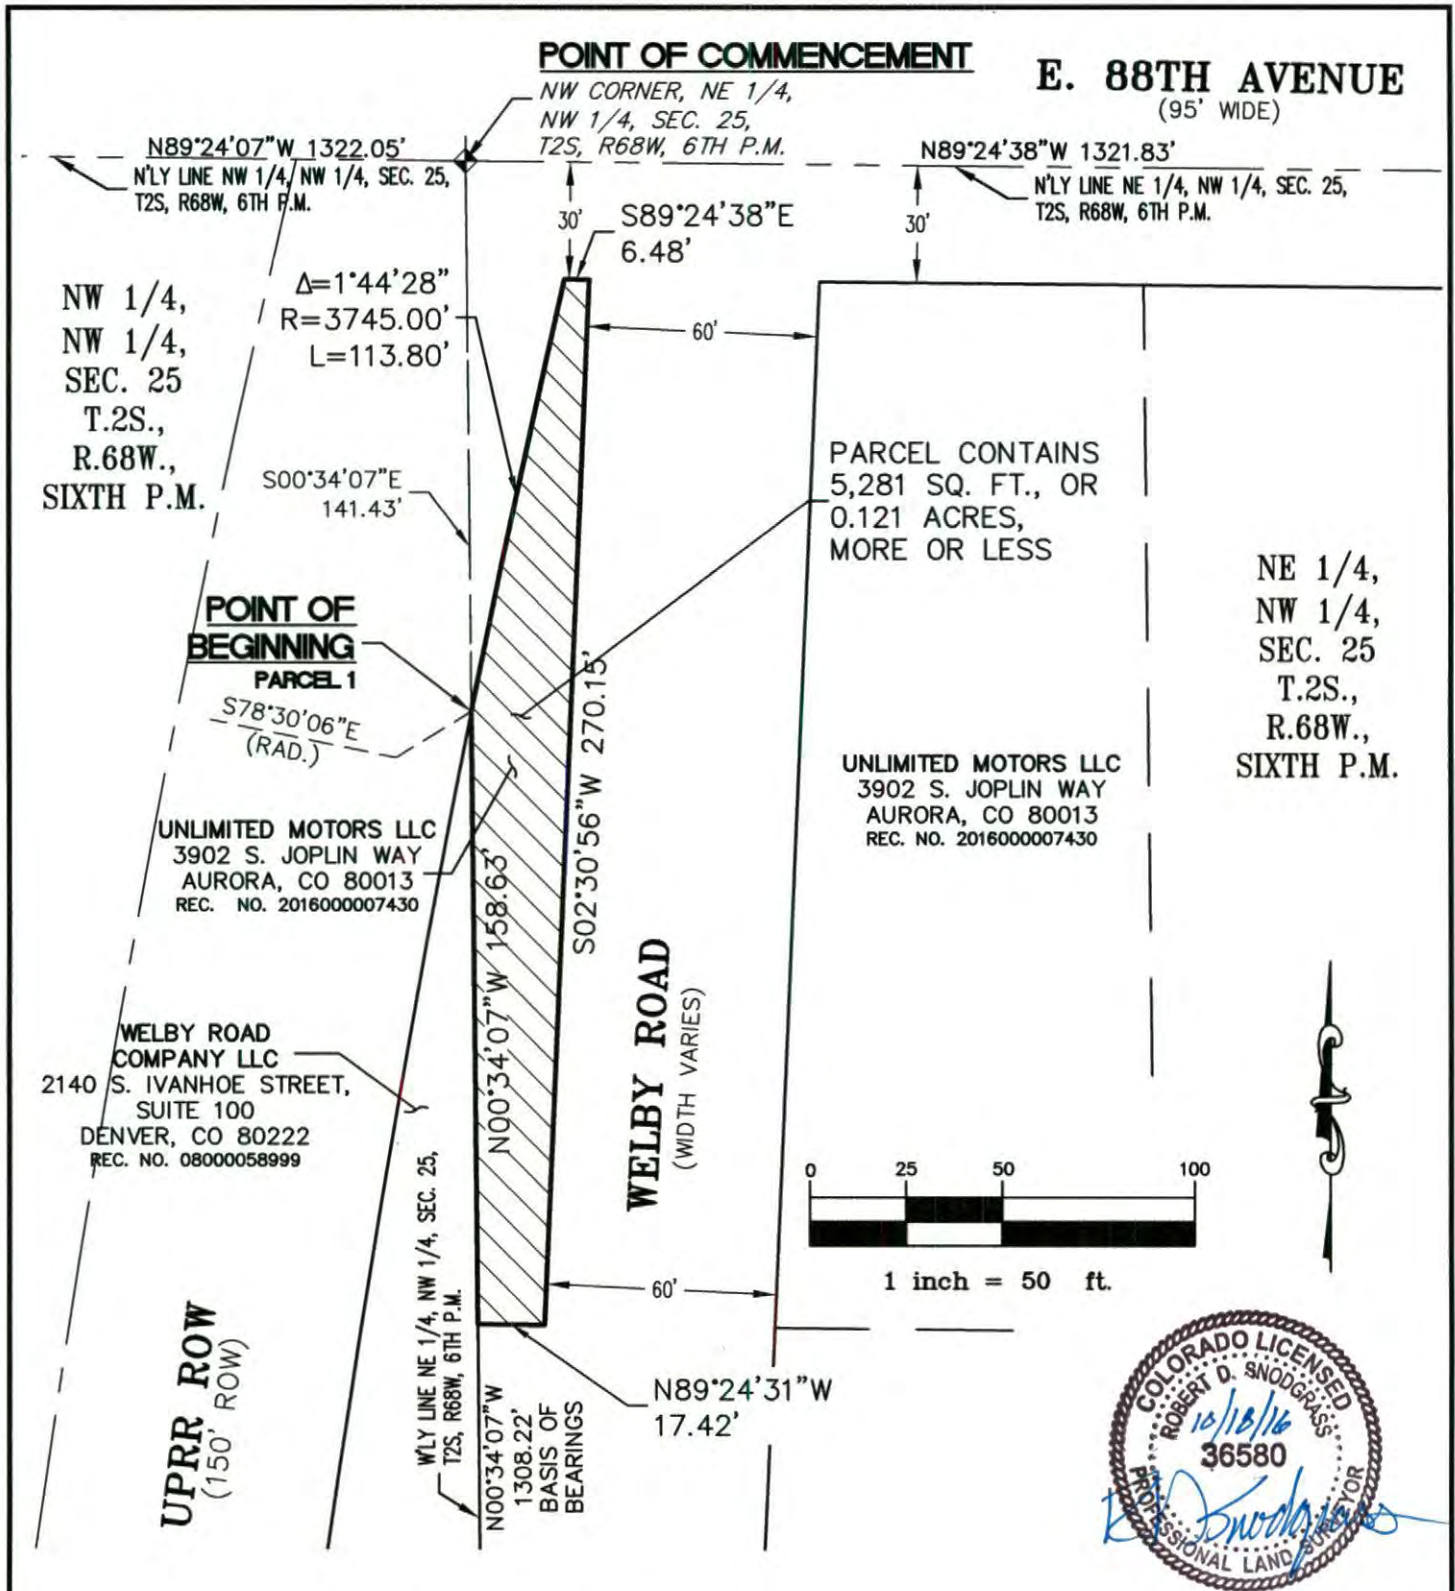 POINT OF COMMENCEMENT
NW CORNER, NE 1/4,
NW 1/4, SEC. 25,
T2S, R68W, 6TH P.M.
E. 88TH AVENUE
(95' WIDE)
N89°24'07"W 1322.05'
N'LY LINE NW 1/4, NW 1/4, SEC. 25,
T2S, R68W, 6TH P.M.
N89°24'38"W 1321.83'
N'LY LINE NE 1/4, NW 1/4, SEC. 25,
T2S, R68W, 6TH P.M.
30'
S89°24'38"E
6.48'
30'
NW 1/4,
NW 1/4,
SEC. 25
T.2S.,
R.68W.,
SIXTH P.M.
Δ=1°44'28"
R=3745.00'
L=113.80'
60'
S00°34'07"E
141.43'
PARCEL CONTAINS
5,281 SQ. FT., OR
0.121 ACRES,
MORE OR LESS
NE 1/4,
NW 1/4,
SEC. 25
T.2S.,
R.68W.,
SIXTH P.M.
POINT OF
BEGINNING
PARCEL 1
S78°30'06"E
(RAD.)
S02°30'56"W 270.15'
UNLIMITED MOTORS LLC
3902 S. JOPLIN WAY
AURORA, CO 80013
REC. NO. 2016000007430
UNLIMITED MOTORS LLC
3902 S. JOPLIN WAY
AURORA, CO 80013
REC. NO. 2016000007430
N00°34'07"W 158.63'
WELBY ROAD
(WIDTH VARIES)
WELBY ROAD
COMPANY LLC
2140 S. IVANHOE STREET,
SUITE 100
DENVER, CO 80222
REC. NO. 08000058999
0 25 50 100
1 inch = 50 ft.
60'
W'LY LINE NE 1/4, NW 1/4, SEC. 25,
T2S, R68W, 6TH P.M.
N00°34'07"W
1308.22'
BASIS OF
BEARINGS
N89°24'31"W
17.42'
UPRR ROW
(150' ROW)
COLORADO LICENSED
ROBERT D. SNODGRASS
10/18/16
36580
PROFESSIONAL LAND SURVEYOR